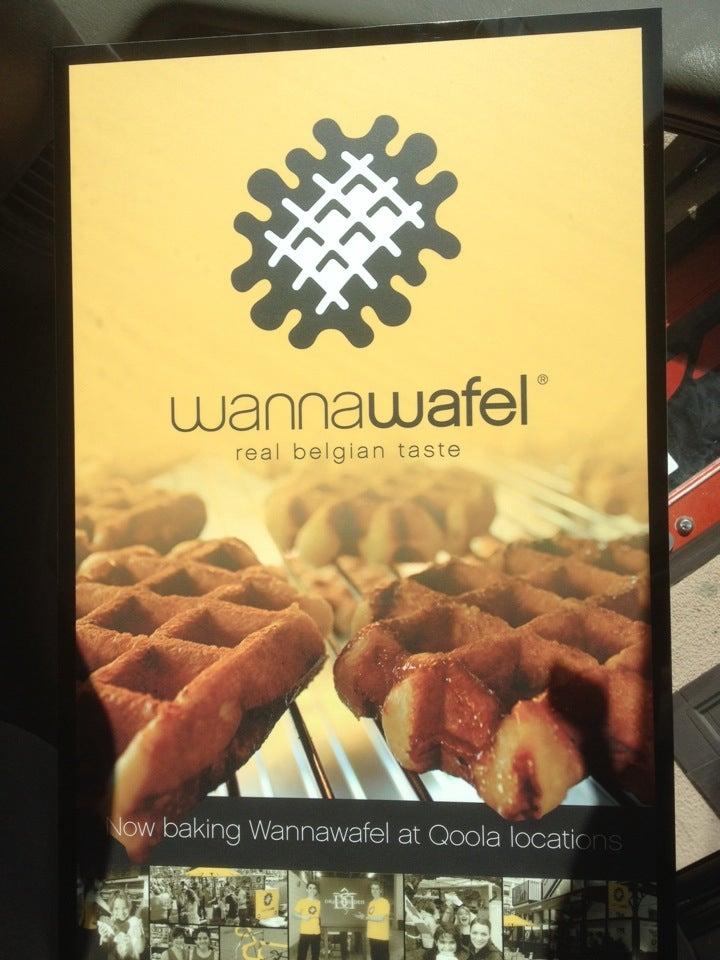 wannawafel®
real belgian taste
Now baking Wannawafel at Qoola locations